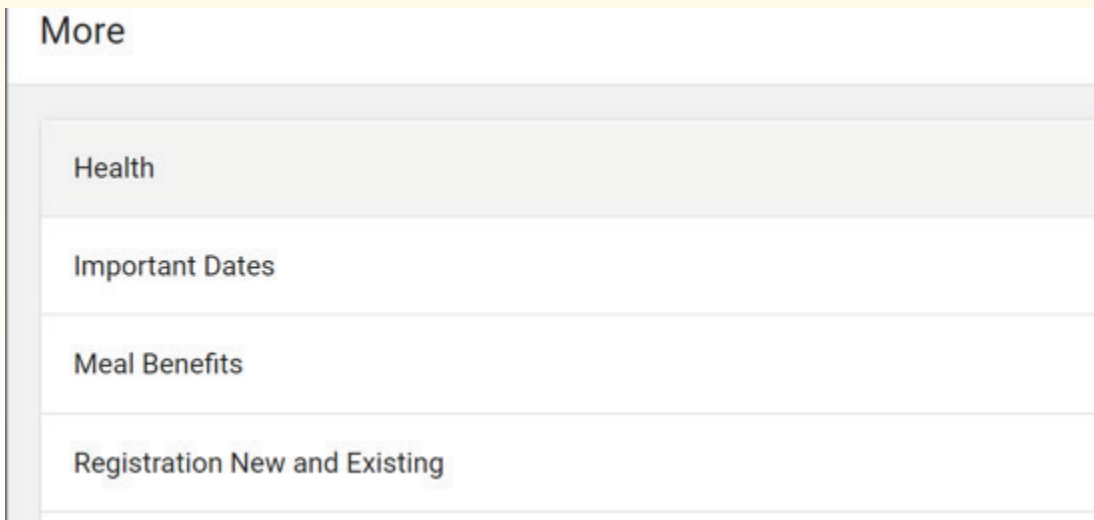 More
Health
Important Dates
Meal Benefits
Registration New and Existing